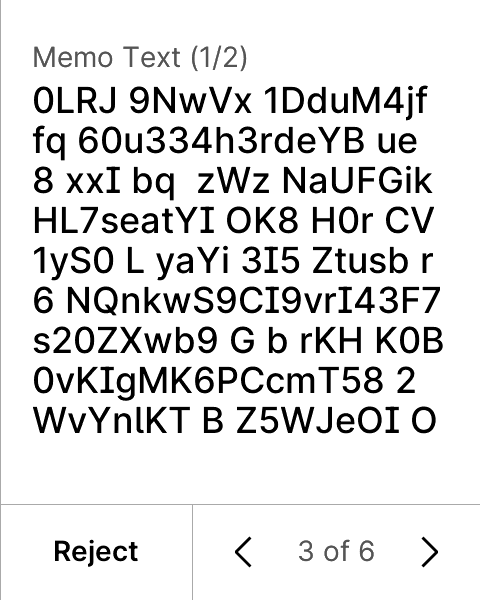 Memo Text (1/2)
0LRJ 9NwVx 1DduM4jf
fq 60u334h3rdeYB ue
8 xxI bq  zWz NaUFGik
HL7seatYI OK8 H0r CV
1yS0 L yaYi 3I5 Ztusb r
6 NQnkwS9CI9vrI43F7
s20ZXwb9 G b rKH K0B
0vKIgMK6PCcmT58 2
WvYnlKT B Z5WJeOI O
Reject
3 of 6